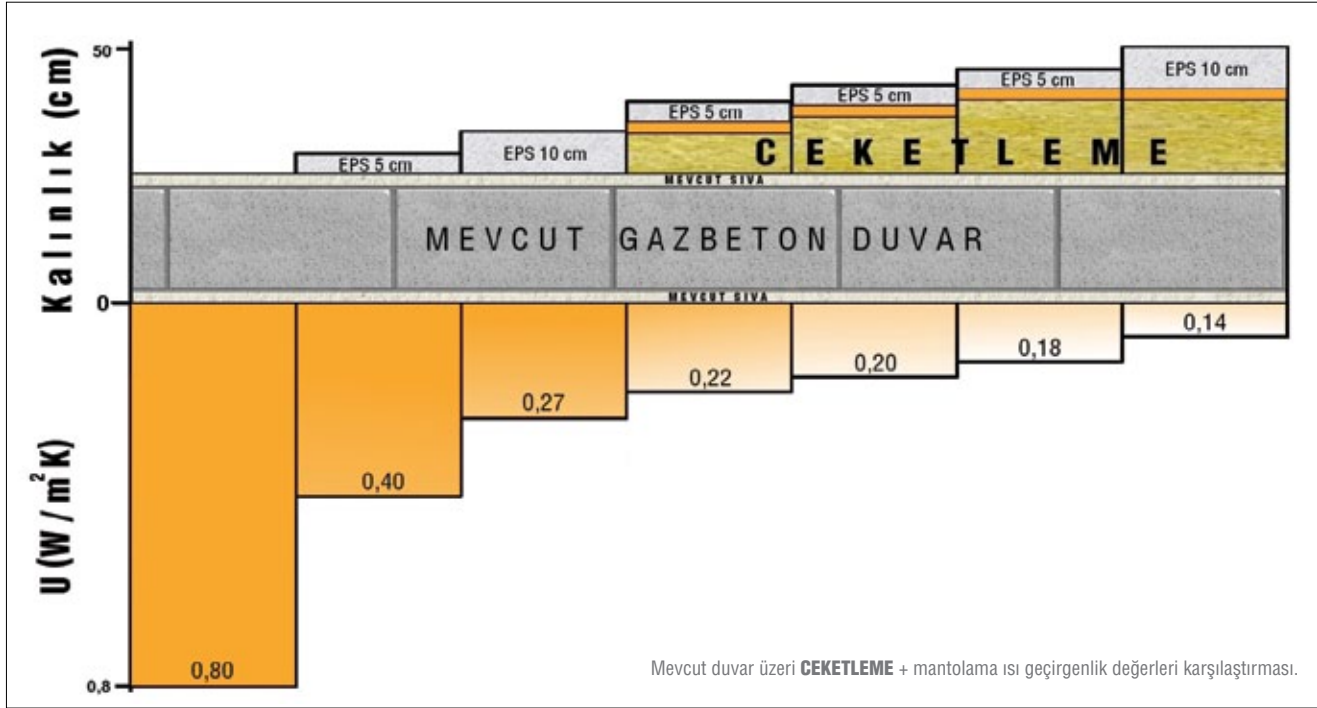 Kalınlık (cm)
50
0
EPS 5 cm
EPS 10 cm
EPS 5 cm
EPS 5 cm
EPS 5 cm
EPS 10 cm
CEKETLEME
MEVCUT SIVA
MEVCUT GAZBETON DUVAR
MEVCUT SIVA
U (W/m²K)
0,80
0,40
0,27
0,22
0,20
0,18
0,14
0,8
Mevcut duvar üzeri CEKETLEME + mantolama ısı geçirgenlik değerleri karşılaştırması.